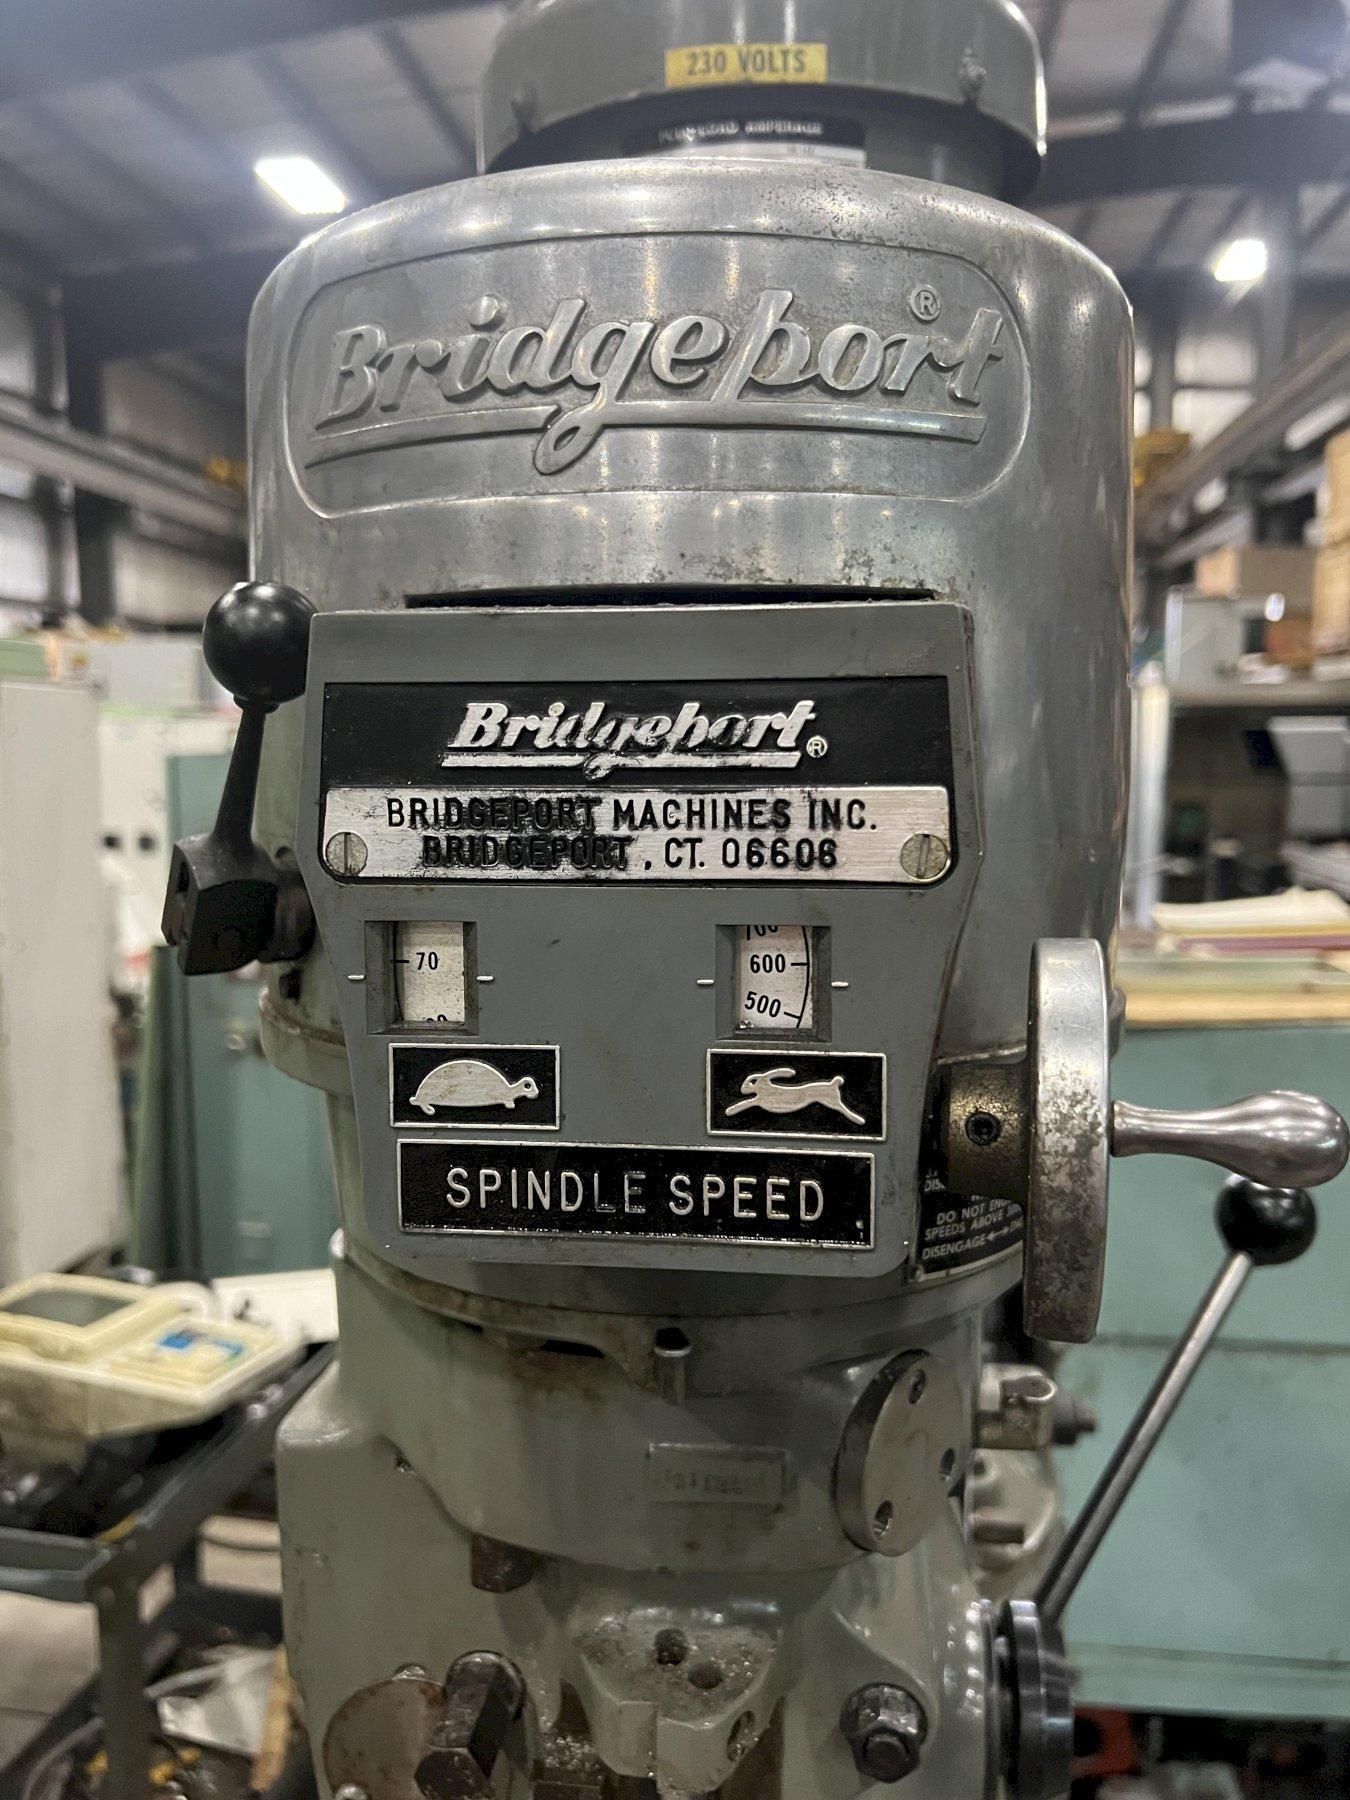 230 VOLTS
Bridgeport®
Bridgeport®
BRIDGEPORT MACHINES INC.
BRIDGEPORT, CT. 06606
70
700
600
500
SPINDLE SPEED
DO NOT
SPEEDS ABOVE
DISENGAGE